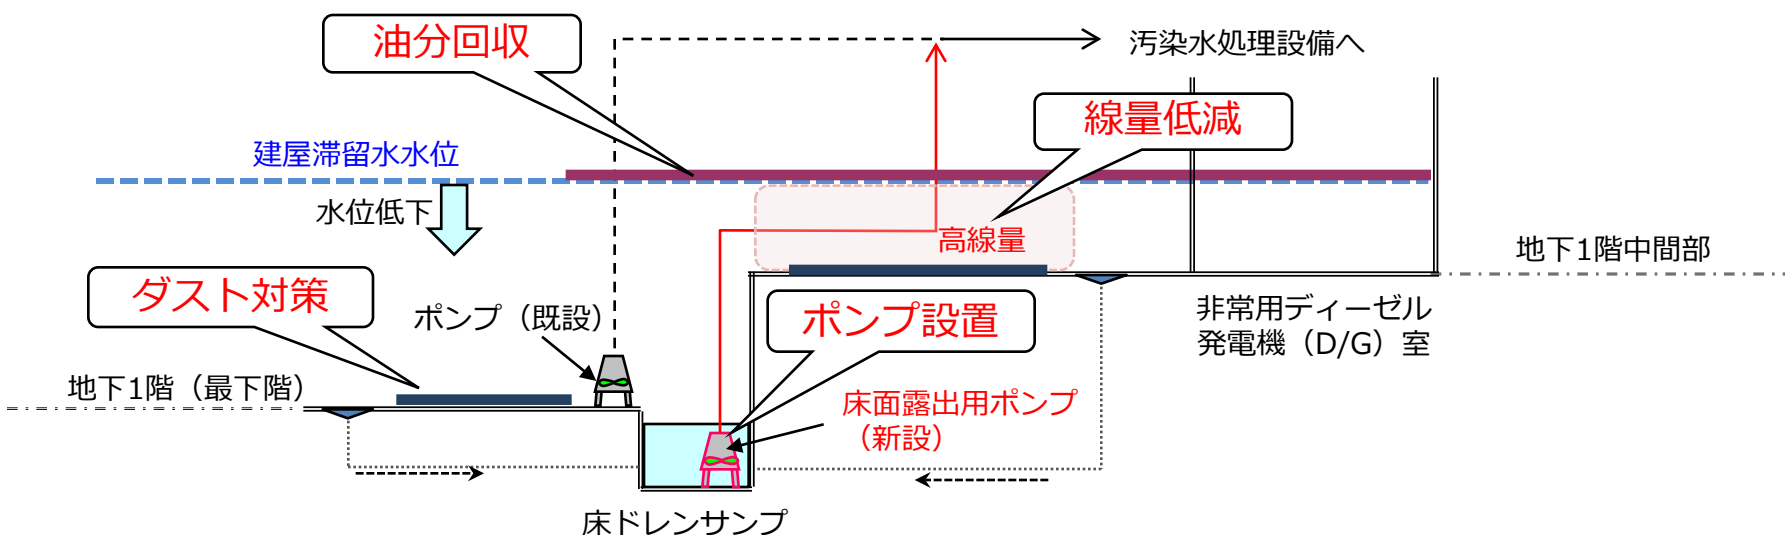 油分回収
汚染水処理設備へ
線量低減
建屋滞留水水位
水位低下
高線量
地下1階中間部
ダスト対策
ポンプ（既設）
ポンプ設置
非常用ディーゼル
発電機（D/G）室
地下1階（最下階）
床面露出用ポンプ
（新設）
床ドレンサンプ